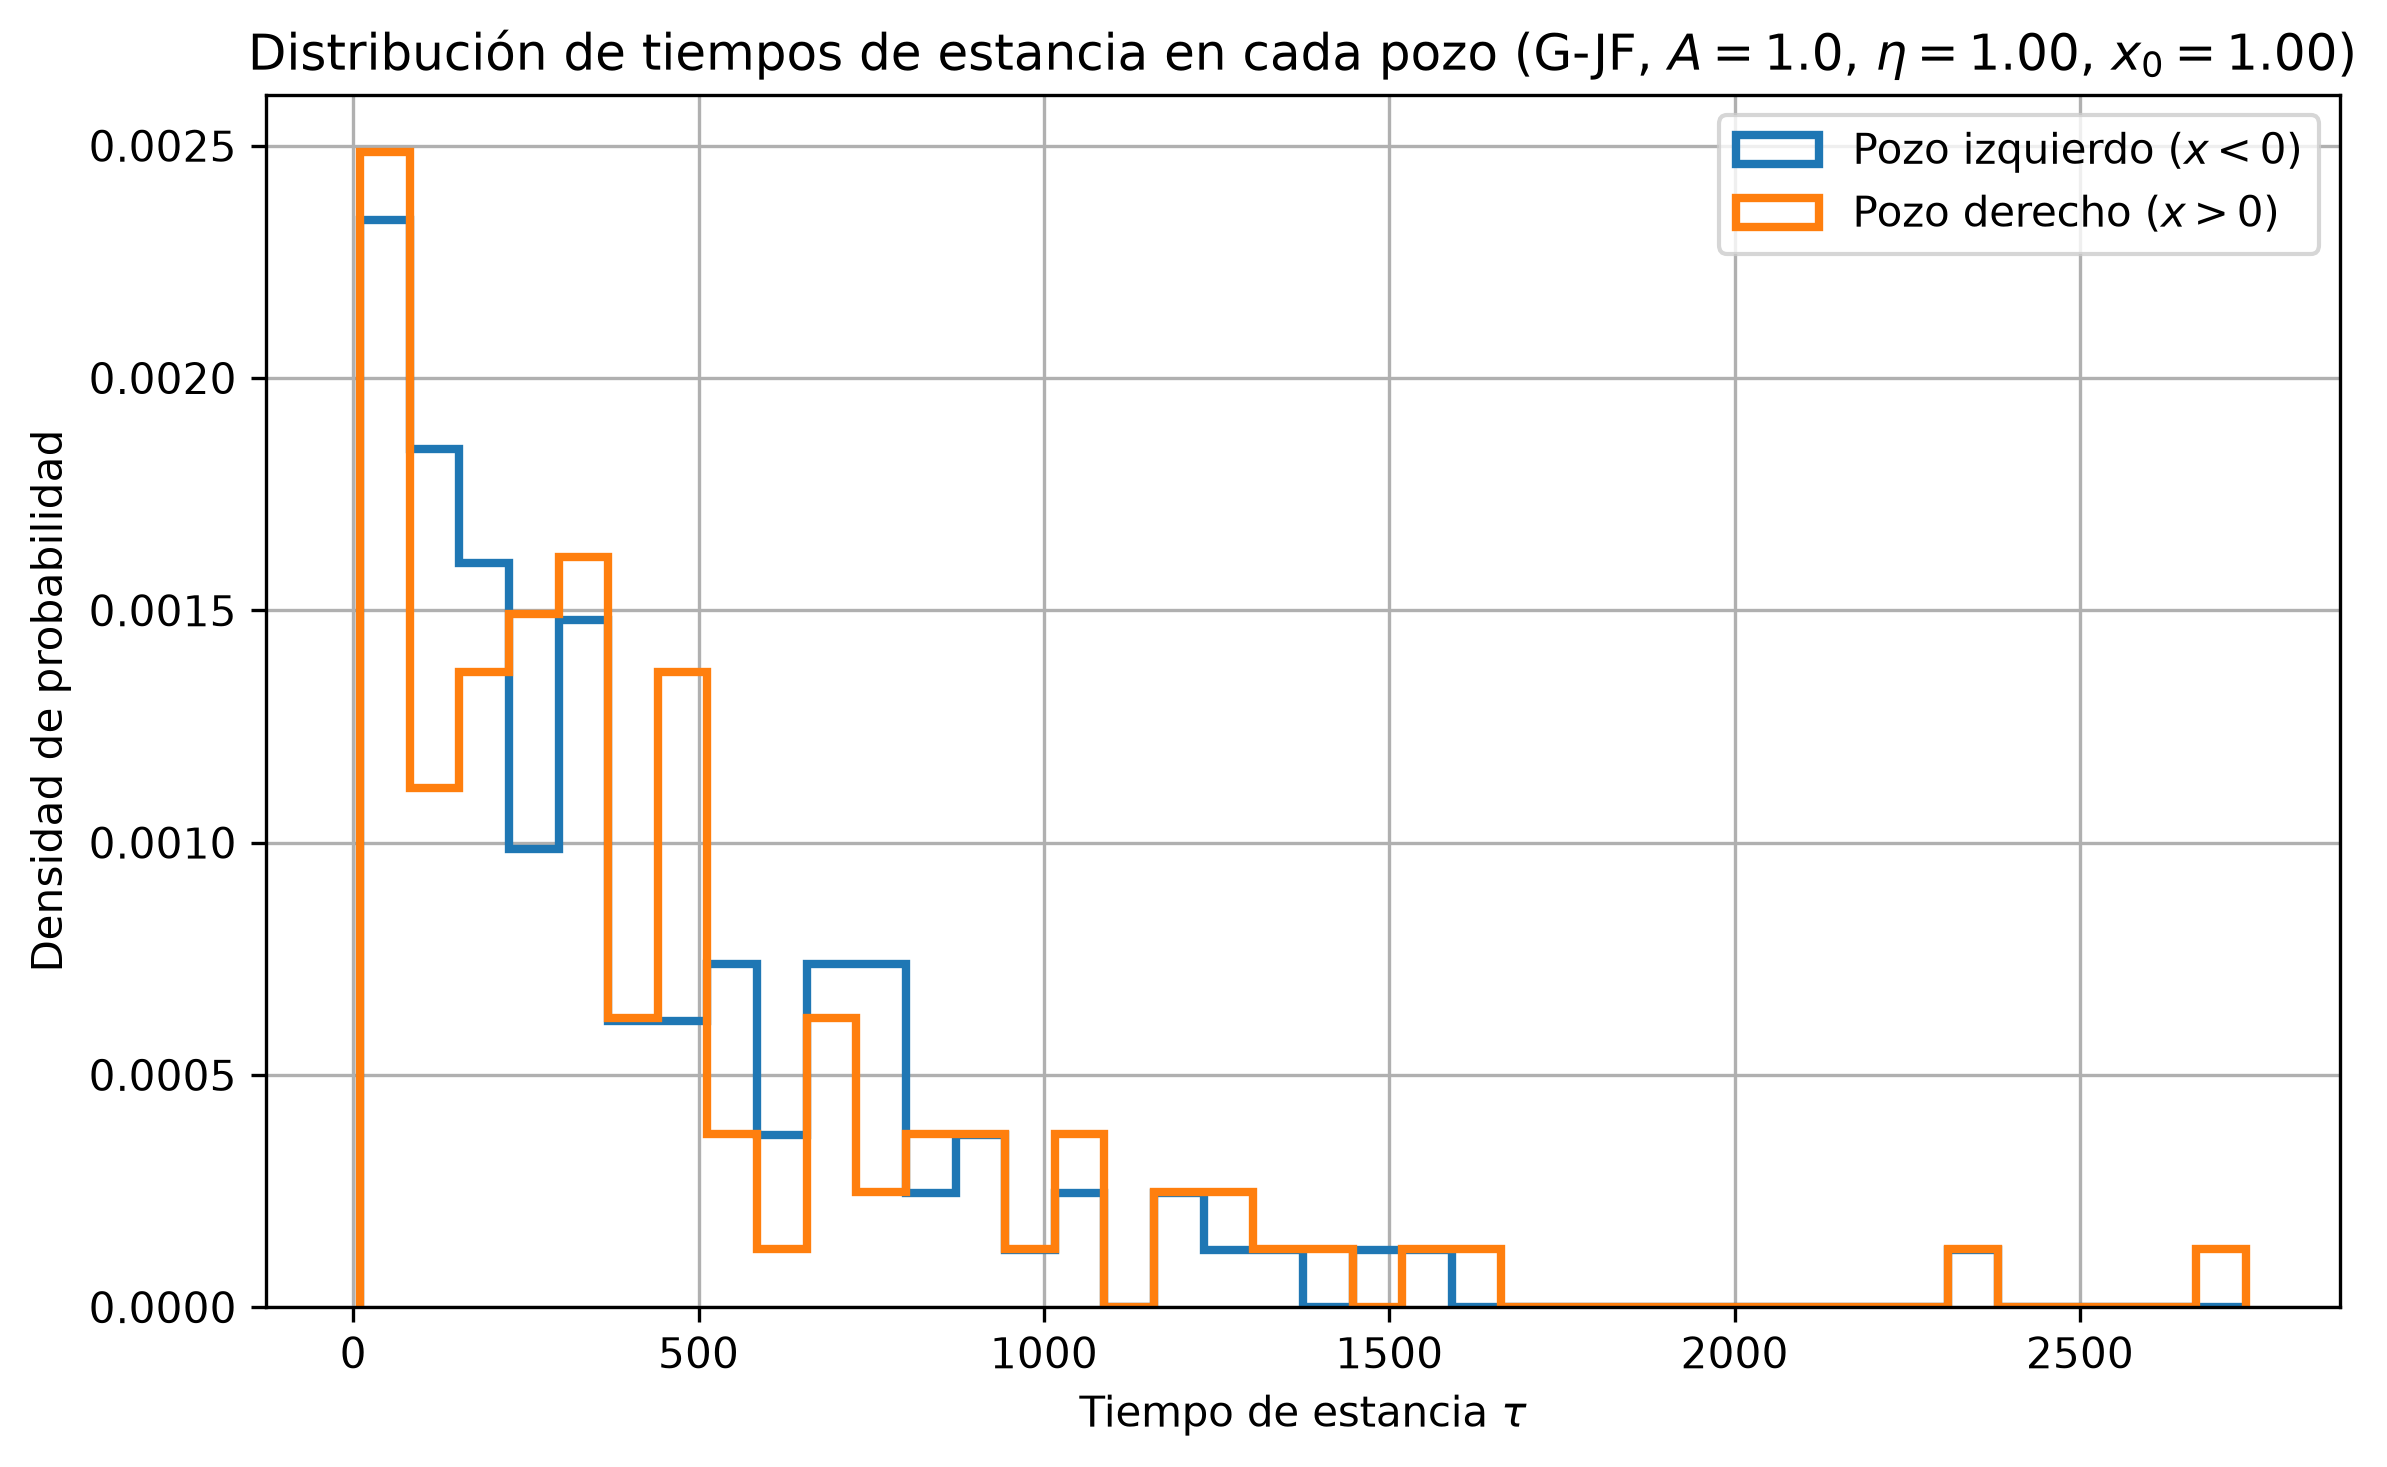 Distribución de tiempos de estancia en cada pozo (G-JF, A = 1.0, η = 1.00, x₀ = 1.00)
Pozo izquierdo (x < 0)
Pozo derecho (x > 0)
Densidad de probabilidad
0.0025
0.0020
0.0015
0.0010
0.0005
0.0000
0 500 1000 1500 2000 2500
Tiempo de estancia τ